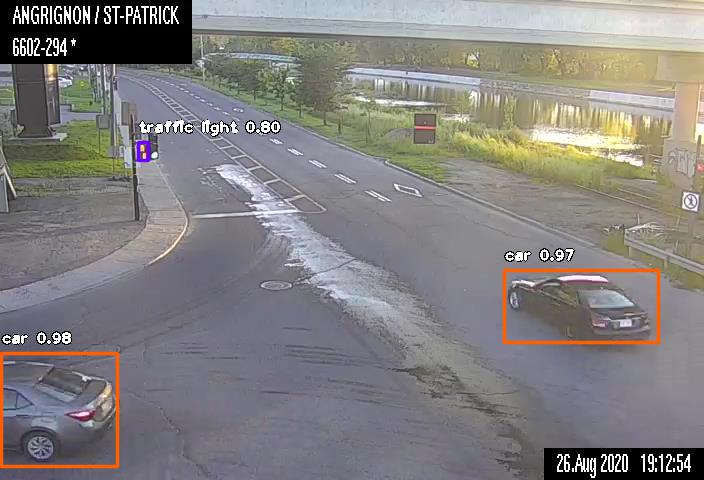 ANGRIGNON / ST-PATRICK
6602-294 *
traffic light 0.80
car 0.97
car 0.98
26.Aug 2020 19:12:54